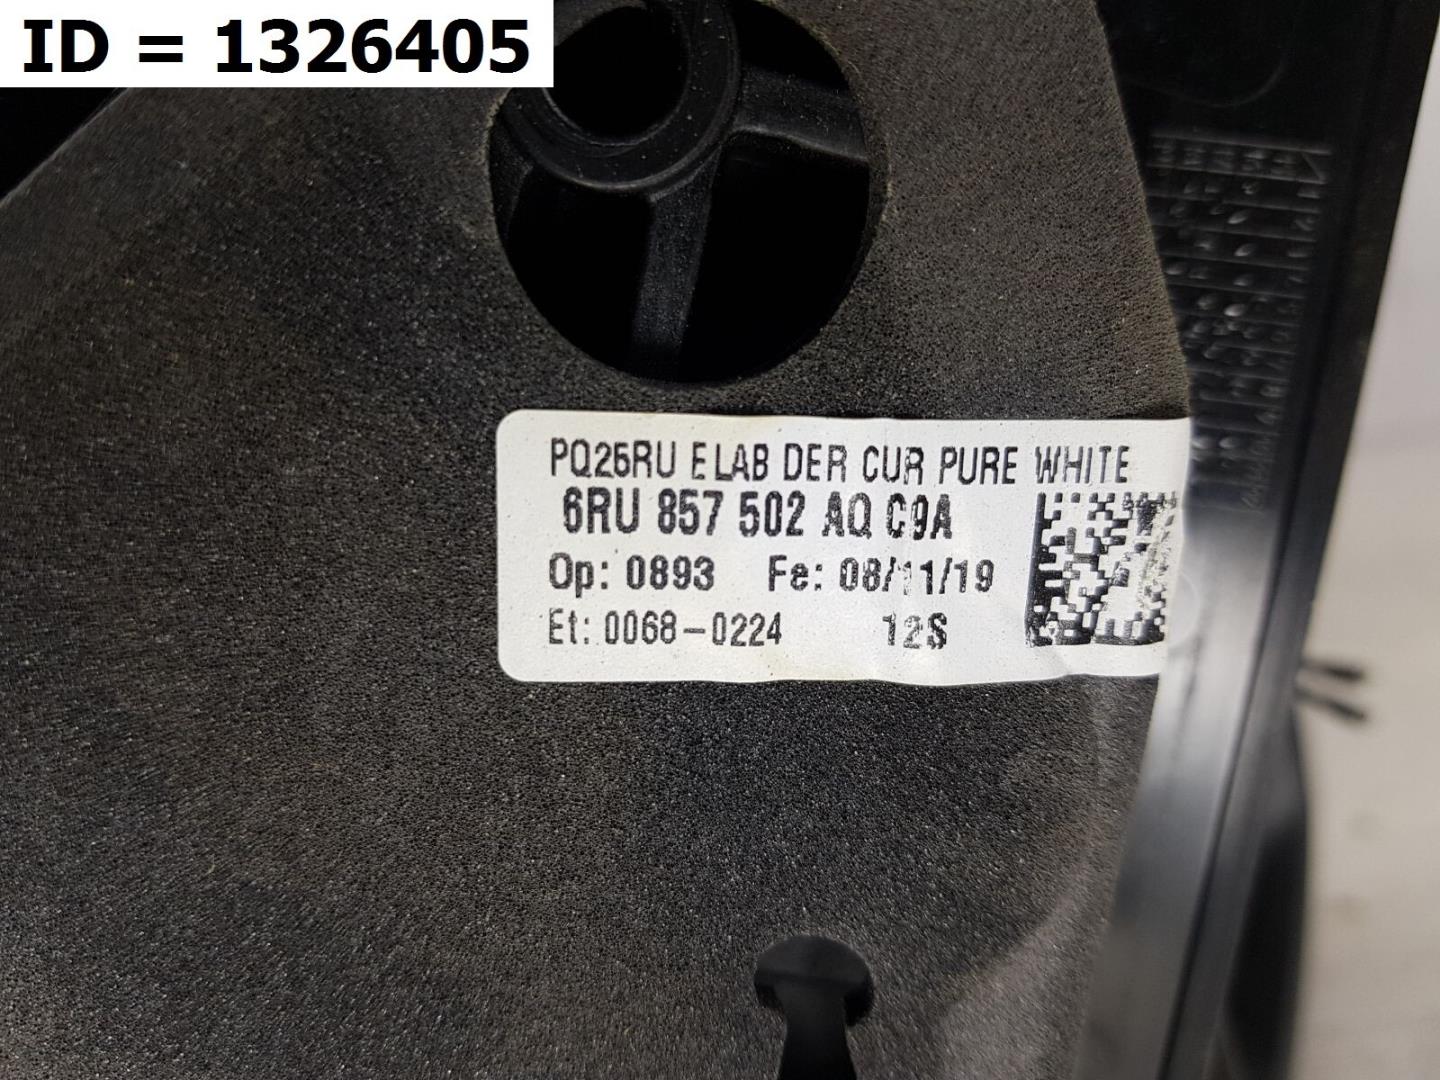 ID = 1326405
PQ26RU ELAB DER CUR PURE WHITE
6RU 857 502 AQ C9A
Op: 0893 Fe: 08/11/19
Et: 0068-0224 12S